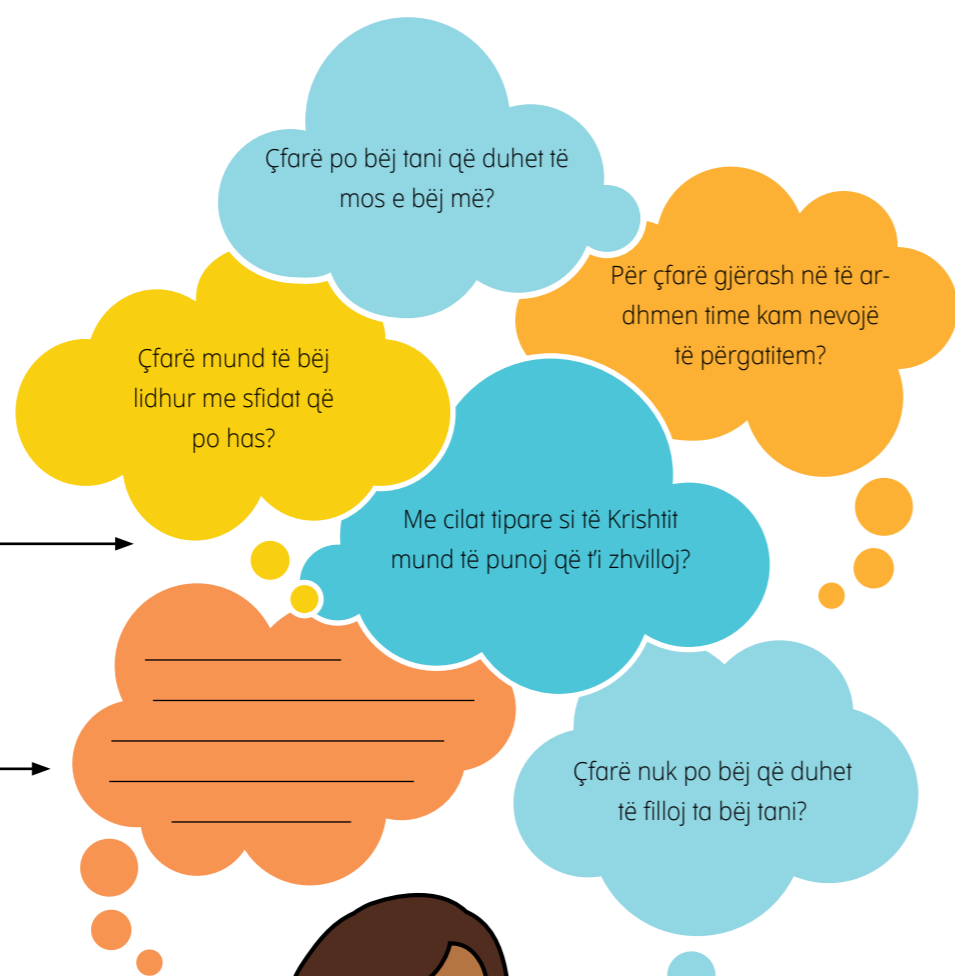 Çfarë po bëj tani që duhet të
mos e bëj më?
Për çfarë gjërash në të ar-
dhmen time kam nevojë
të përgatitem?
Çfarë mund të bëj
lidhur me sfidat që
po has?
Me cilat tipare si të Krishtit
mund të punoj që t'i zhvilloj?
Çfarë nuk po bëj që duhet
të filloj ta bëj tani?